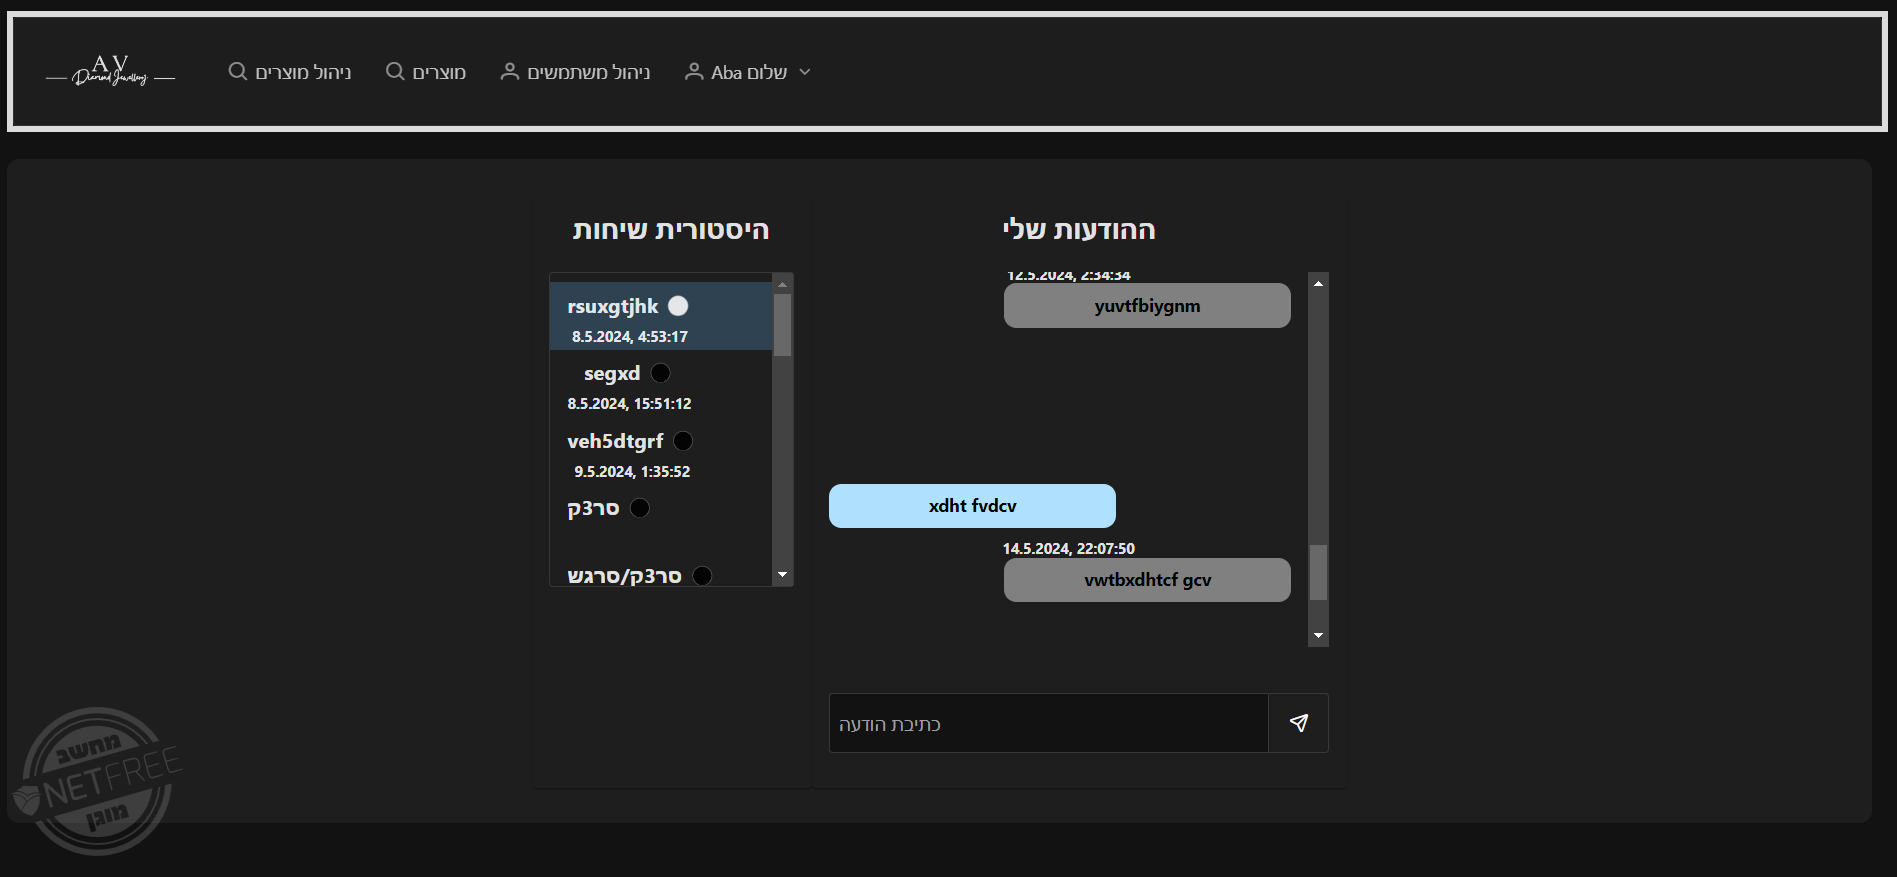 AV
Diamond Jewellery
ניהול מוצרים
מוצרים
ניהול משתמשים
שלום Aba
היסטורית שיחות
rsuxgtjhk
8.5.2024, 4:53:17
segxd
8.5.2024, 15:51:12
veh5dtgrf
9.5.2024, 1:35:52
סר3ק
סר3ק/סרגש
ההודעות שלי
12.5.2024, 2:34:34
yuvtfbiygnm
xdht fvdcv
14.5.2024, 22:07:50
vwtbxdhtcf gcv
כתיבת הודעה
מחשב
NETFREE
מוגן